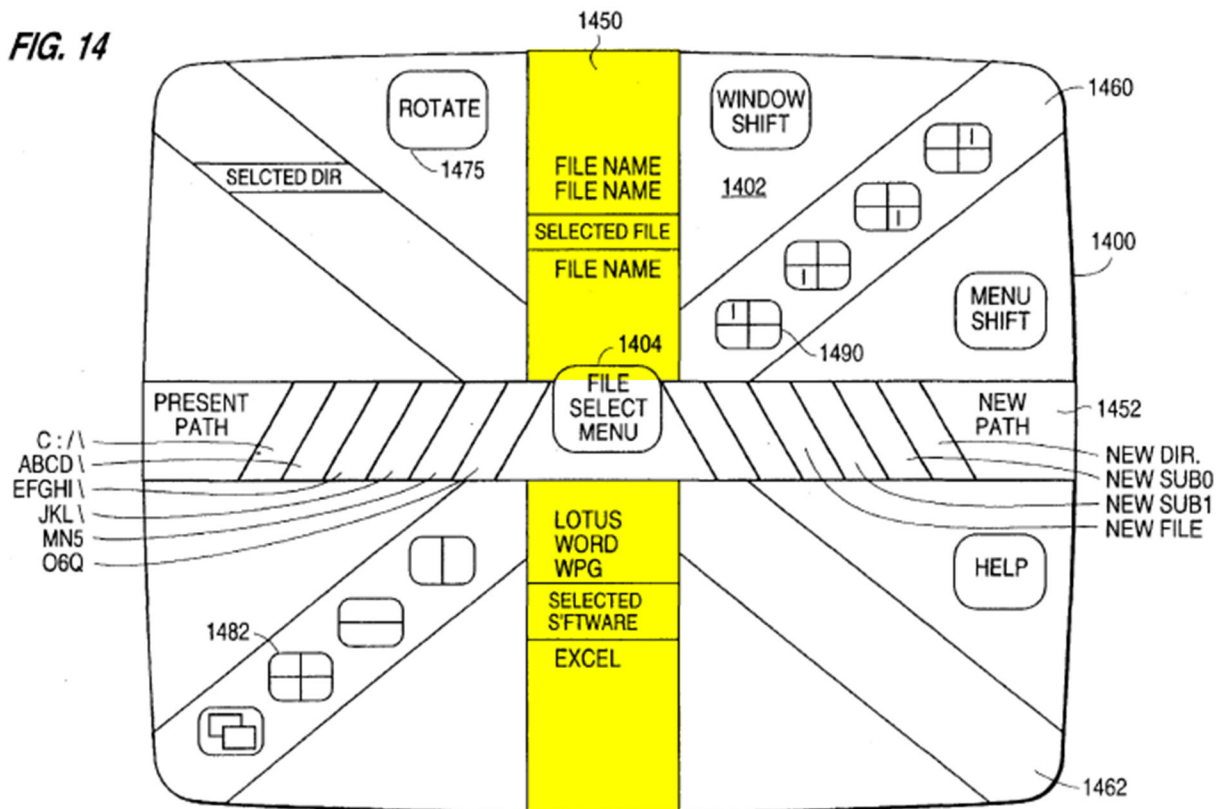 FIG. 14
1450
ROTATE
1475
WINDOW
SHIFT
1460
SELCTED DIR
FILE NAME
FILE NAME
1402
SELECTED FILE
FILE NAME
1400
MENU
SHIFT
1490
1404
FILE
SELECT
MENU
PRESENT
PATH
NEW
PATH
1452
C : / \
ABCD \
EFGHI \
JKL \
MN5
O6Q
NEW DIR.
NEW SUB0
NEW SUB1
NEW FILE
LOTUS
WORD
WPG
SELECTED
S'FTWARE
EXCEL
HELP
1482
1462